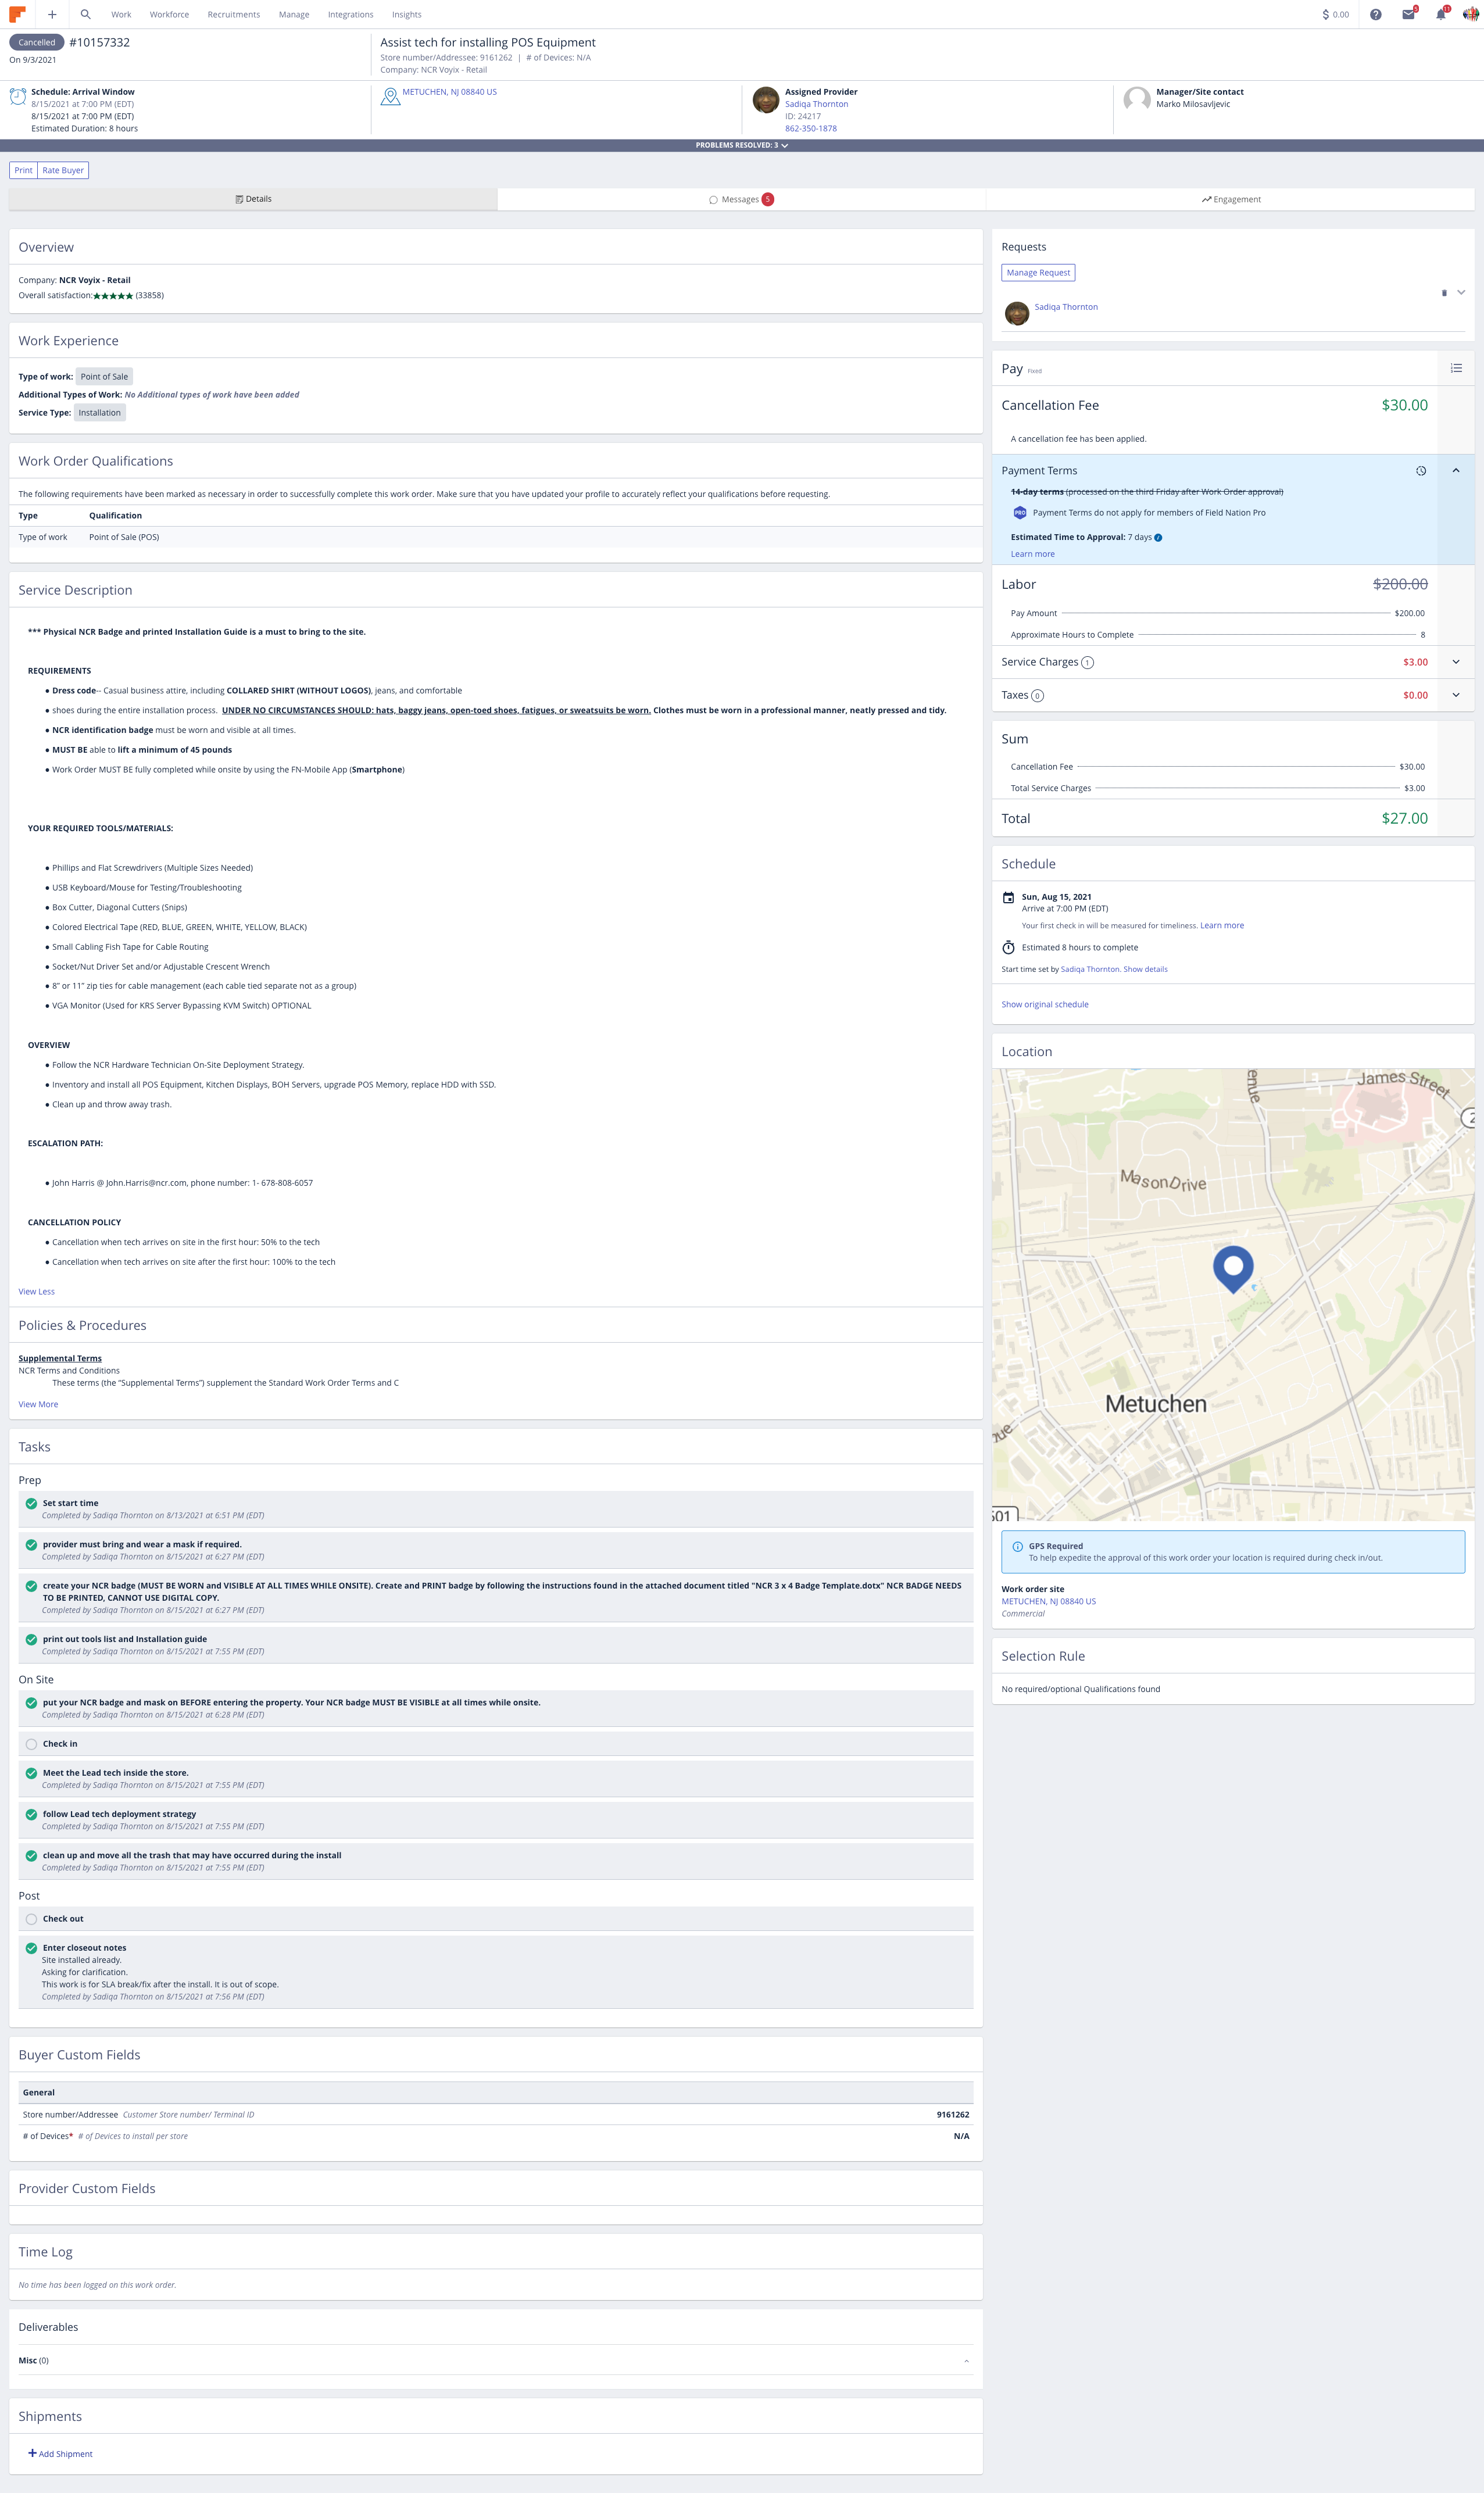 Work Workforce Recruitments Manage Integrations Insights
$ 0.00
5
11
Cancelled #10157332
On 9/3/2021
Assist tech for installing POS Equipment
Store number/Addressee: 9161262 | # of Devices: N/A
Company: NCR Voyix - Retail
Schedule: Arrival Window
8/15/2021 at 7:00 PM (EDT)
8/15/2021 at 7:00 PM (EDT)
Estimated Duration: 8 hours
METUCHEN, NJ 08840 US
Assigned Provider
Sadiqa Thornton
ID: 24217
862-350-1878
Manager/Site contact
Marko Milosavljevic
PROBLEMS RESOLVED: 3
Print Rate Buyer
Details
Messages 5
Engagement
Overview
Company: NCR Voyix - Retail
Overall satisfaction: ★★★★★ (33858)
Work Experience
Type of work: Point of Sale
Additional Types of Work: No Additional types of work have been added
Service Type: Installation
Work Order Qualifications
The following requirements have been marked as necessary in order to successfully complete this work order. Make sure that you have updated your profile to accurately reflect your qualifications before requesting.
Type Qualification
Type of work Point of Sale (POS)
Service Description
*** Physical NCR Badge and printed Installation Guide is a must to bring to the site.
REQUIREMENTS
● Dress code-- Casual business attire, including COLLARED SHIRT (WITHOUT LOGOS), jeans, and comfortable
● shoes during the entire installation process. UNDER NO CIRCUMSTANCES SHOULD: hats, baggy jeans, open-toed shoes, fatigues, or sweatsuits be worn. Clothes must be worn in a professional manner, neatly pressed and tidy.
● NCR identification badge must be worn and visible at all times.
● MUST BE able to lift a minimum of 45 pounds
● Work Order MUST BE fully completed while onsite by using the FN-Mobile App (Smartphone)
YOUR REQUIRED TOOLS/MATERIALS:
● Phillips and Flat Screwdrivers (Multiple Sizes Needed)
● USB Keyboard/Mouse for Testing/Troubleshooting
● Box Cutter, Diagonal Cutters (Snips)
● Colored Electrical Tape (RED, BLUE, GREEN, WHITE, YELLOW, BLACK)
● Small Cabling Fish Tape for Cable Routing
● Socket/Nut Driver Set and/or Adjustable Crescent Wrench
● 8” or 11” zip ties for cable management (each cable tied separate not as a group)
● VGA Monitor (Used for KRS Server Bypassing KVM Switch) OPTIONAL
OVERVIEW
● Follow the NCR Hardware Technician On-Site Deployment Strategy.
● Inventory and install all POS Equipment, Kitchen Displays, BOH Servers, upgrade POS Memory, replace HDD with SSD.
● Clean up and throw away trash.
ESCALATION PATH:
● John Harris @ John.Harris@ncr.com, phone number: 1- 678-808-6057
CANCELLATION POLICY
● Cancellation when tech arrives on site in the first hour: 50% to the tech
● Cancellation when tech arrives on site after the first hour: 100% to the tech
View Less
Policies & Procedures
Supplemental Terms
NCR Terms and Conditions
These terms (the “Supplemental Terms”) supplement the Standard Work Order Terms and C
View More
Tasks
Prep
Set start time
Completed by Sadiqa Thornton on 8/13/2021 at 6:51 PM (EDT)
provider must bring and wear a mask if required.
Completed by Sadiqa Thornton on 8/15/2021 at 6:27 PM (EDT)
create your NCR badge (MUST BE WORN and VISIBLE AT ALL TIMES WHILE ONSITE). Create and PRINT badge by following the instructions found in the attached document titled "NCR 3 x 4 Badge Template.dotx" NCR BADGE NEEDS
TO BE PRINTED, CANNOT USE DIGITAL COPY.
Completed by Sadiqa Thornton on 8/15/2021 at 6:27 PM (EDT)
print out tools list and Installation guide
Completed by Sadiqa Thornton on 8/15/2021 at 7:55 PM (EDT)
On Site
put your NCR badge and mask on BEFORE entering the property. Your NCR badge MUST BE VISIBLE at all times while onsite.
Completed by Sadiqa Thornton on 8/15/2021 at 6:28 PM (EDT)
Check in
Meet the Lead tech inside the store.
Completed by Sadiqa Thornton on 8/15/2021 at 7:55 PM (EDT)
follow Lead tech deployment strategy
Completed by Sadiqa Thornton on 8/15/2021 at 7:55 PM (EDT)
clean up and move all the trash that may have occurred during the install
Completed by Sadiqa Thornton on 8/15/2021 at 7:55 PM (EDT)
Post
Check out
Enter closeout notes
Site installed already.
Asking for clarification.
This work is for SLA break/fix after the install. It is out of scope.
Completed by Sadiqa Thornton on 8/15/2021 at 7:56 PM (EDT)
Buyer Custom Fields
General
Store number/Addressee Customer Store number/ Terminal ID 9161262
# of Devices* # of Devices to install per store N/A
Provider Custom Fields
Time Log
No time has been logged on this work order.
Deliverables
Misc (0)
Shipments
Add Shipment
Requests
Manage Request
Sadiqa Thornton
Pay Fixed
Cancellation Fee $30.00
A cancellation fee has been applied.
Payment Terms
14-day terms (processed on the third Friday after Work Order approval)
PRO Payment Terms do not apply for members of Field Nation Pro
Estimated Time to Approval: 7 days
Learn more
Labor $200.00
Pay Amount $200.00
Approximate Hours to Complete 8
Service Charges 1 $3.00
Taxes 0 $0.00
Sum
Cancellation Fee $30.00
Total Service Charges $3.00
Total $27.00
Schedule
Sun, Aug 15, 2021
Arrive at 7:00 PM (EDT)
Your first check in will be measured for timeliness. Learn more
Estimated 8 hours to complete
Start time set by Sadiqa Thornton. Show details
Show original schedule
Location
enue
James Street
2
Mason Drive
Metuchen
ue
501
GPS Required
To help expedite the approval of this work order your location is required during check in/out.
Work order site
METUCHEN, NJ 08840 US
Commercial
Selection Rule
No required/optional Qualifications found